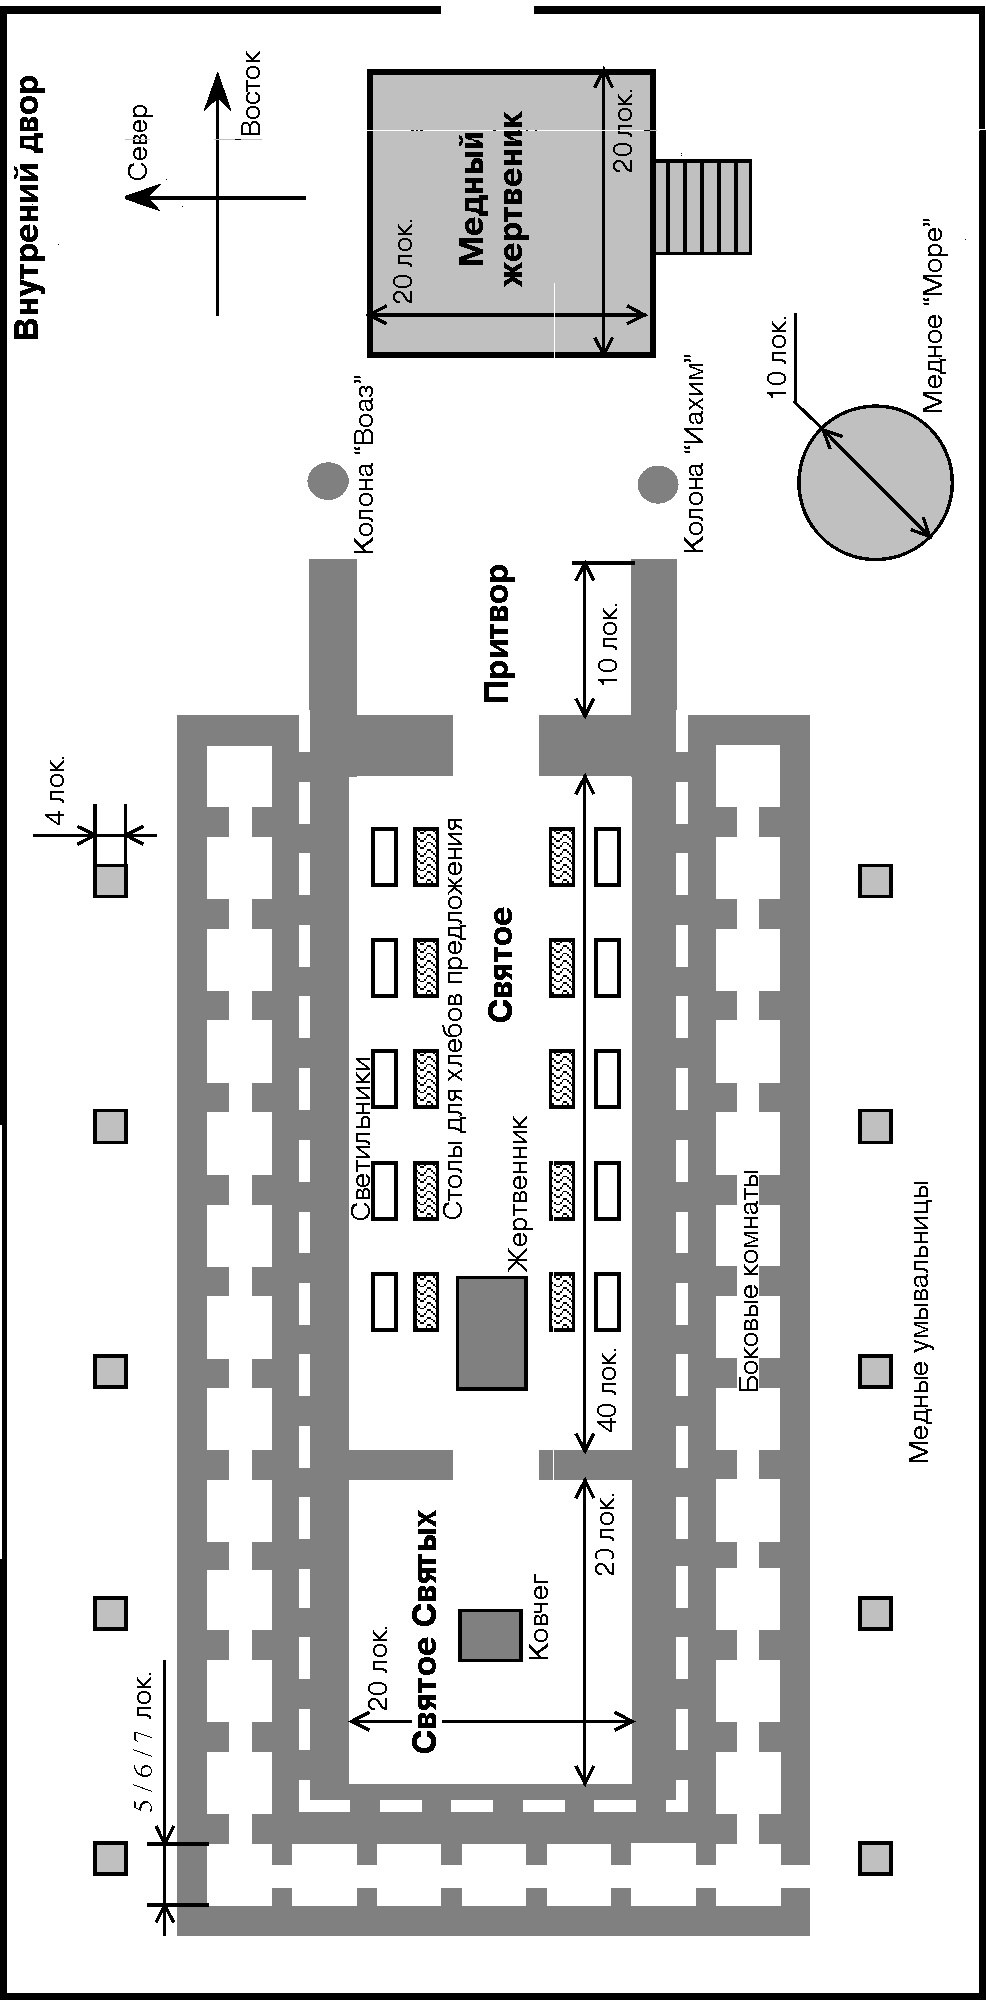 Внутрений двор
Север
Восток
Медный
жертвеник
20 лок.
20 лок.
Медное “Море”
10 лок.
Колона “Воаз”
Колона “Иахим”
Притвор
10 лок.
4 лок.
Светильники
Столы для хлебов предложения
Святое
Жертвенник
40 лок.
Боковые комнаты
Медные умывальницы
Святое Святых
Ковчег
20 лок.
20 лок.
5 / 6 / 7 лок.